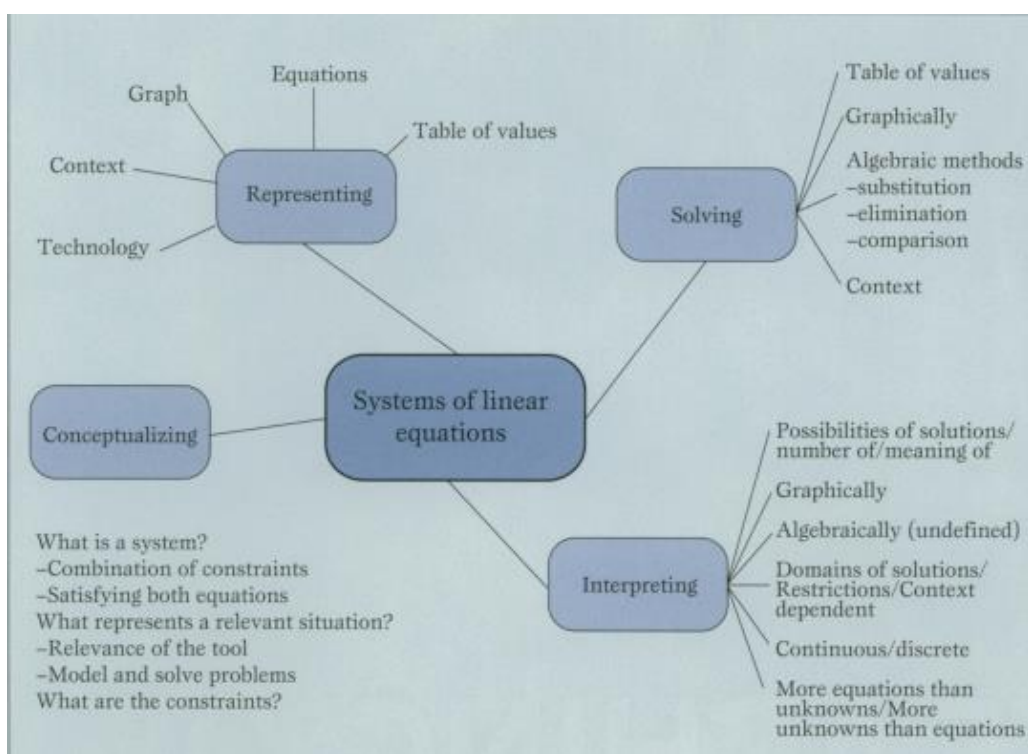 Equations
Graph
Table of values
Context
Representing
Technology
Table of values
Graphically
Algebraic methods
–substitution
–elimination
–comparison
Context
Solving
Systems of linear
equations
Conceptualizing
What is a system?
–Combination of constraints
–Satisfying both equations
What represents a relevant situation?
–Relevance of the tool
–Model and solve problems
What are the constraints?
Interpreting
Possibilities of solutions/
number of/meaning of
Graphically
Algebraically (undefined)
Domains of solutions/
Restrictions/Context
dependent
Continuous/discrete
More equations than
unknowns/More
unknowns than equations